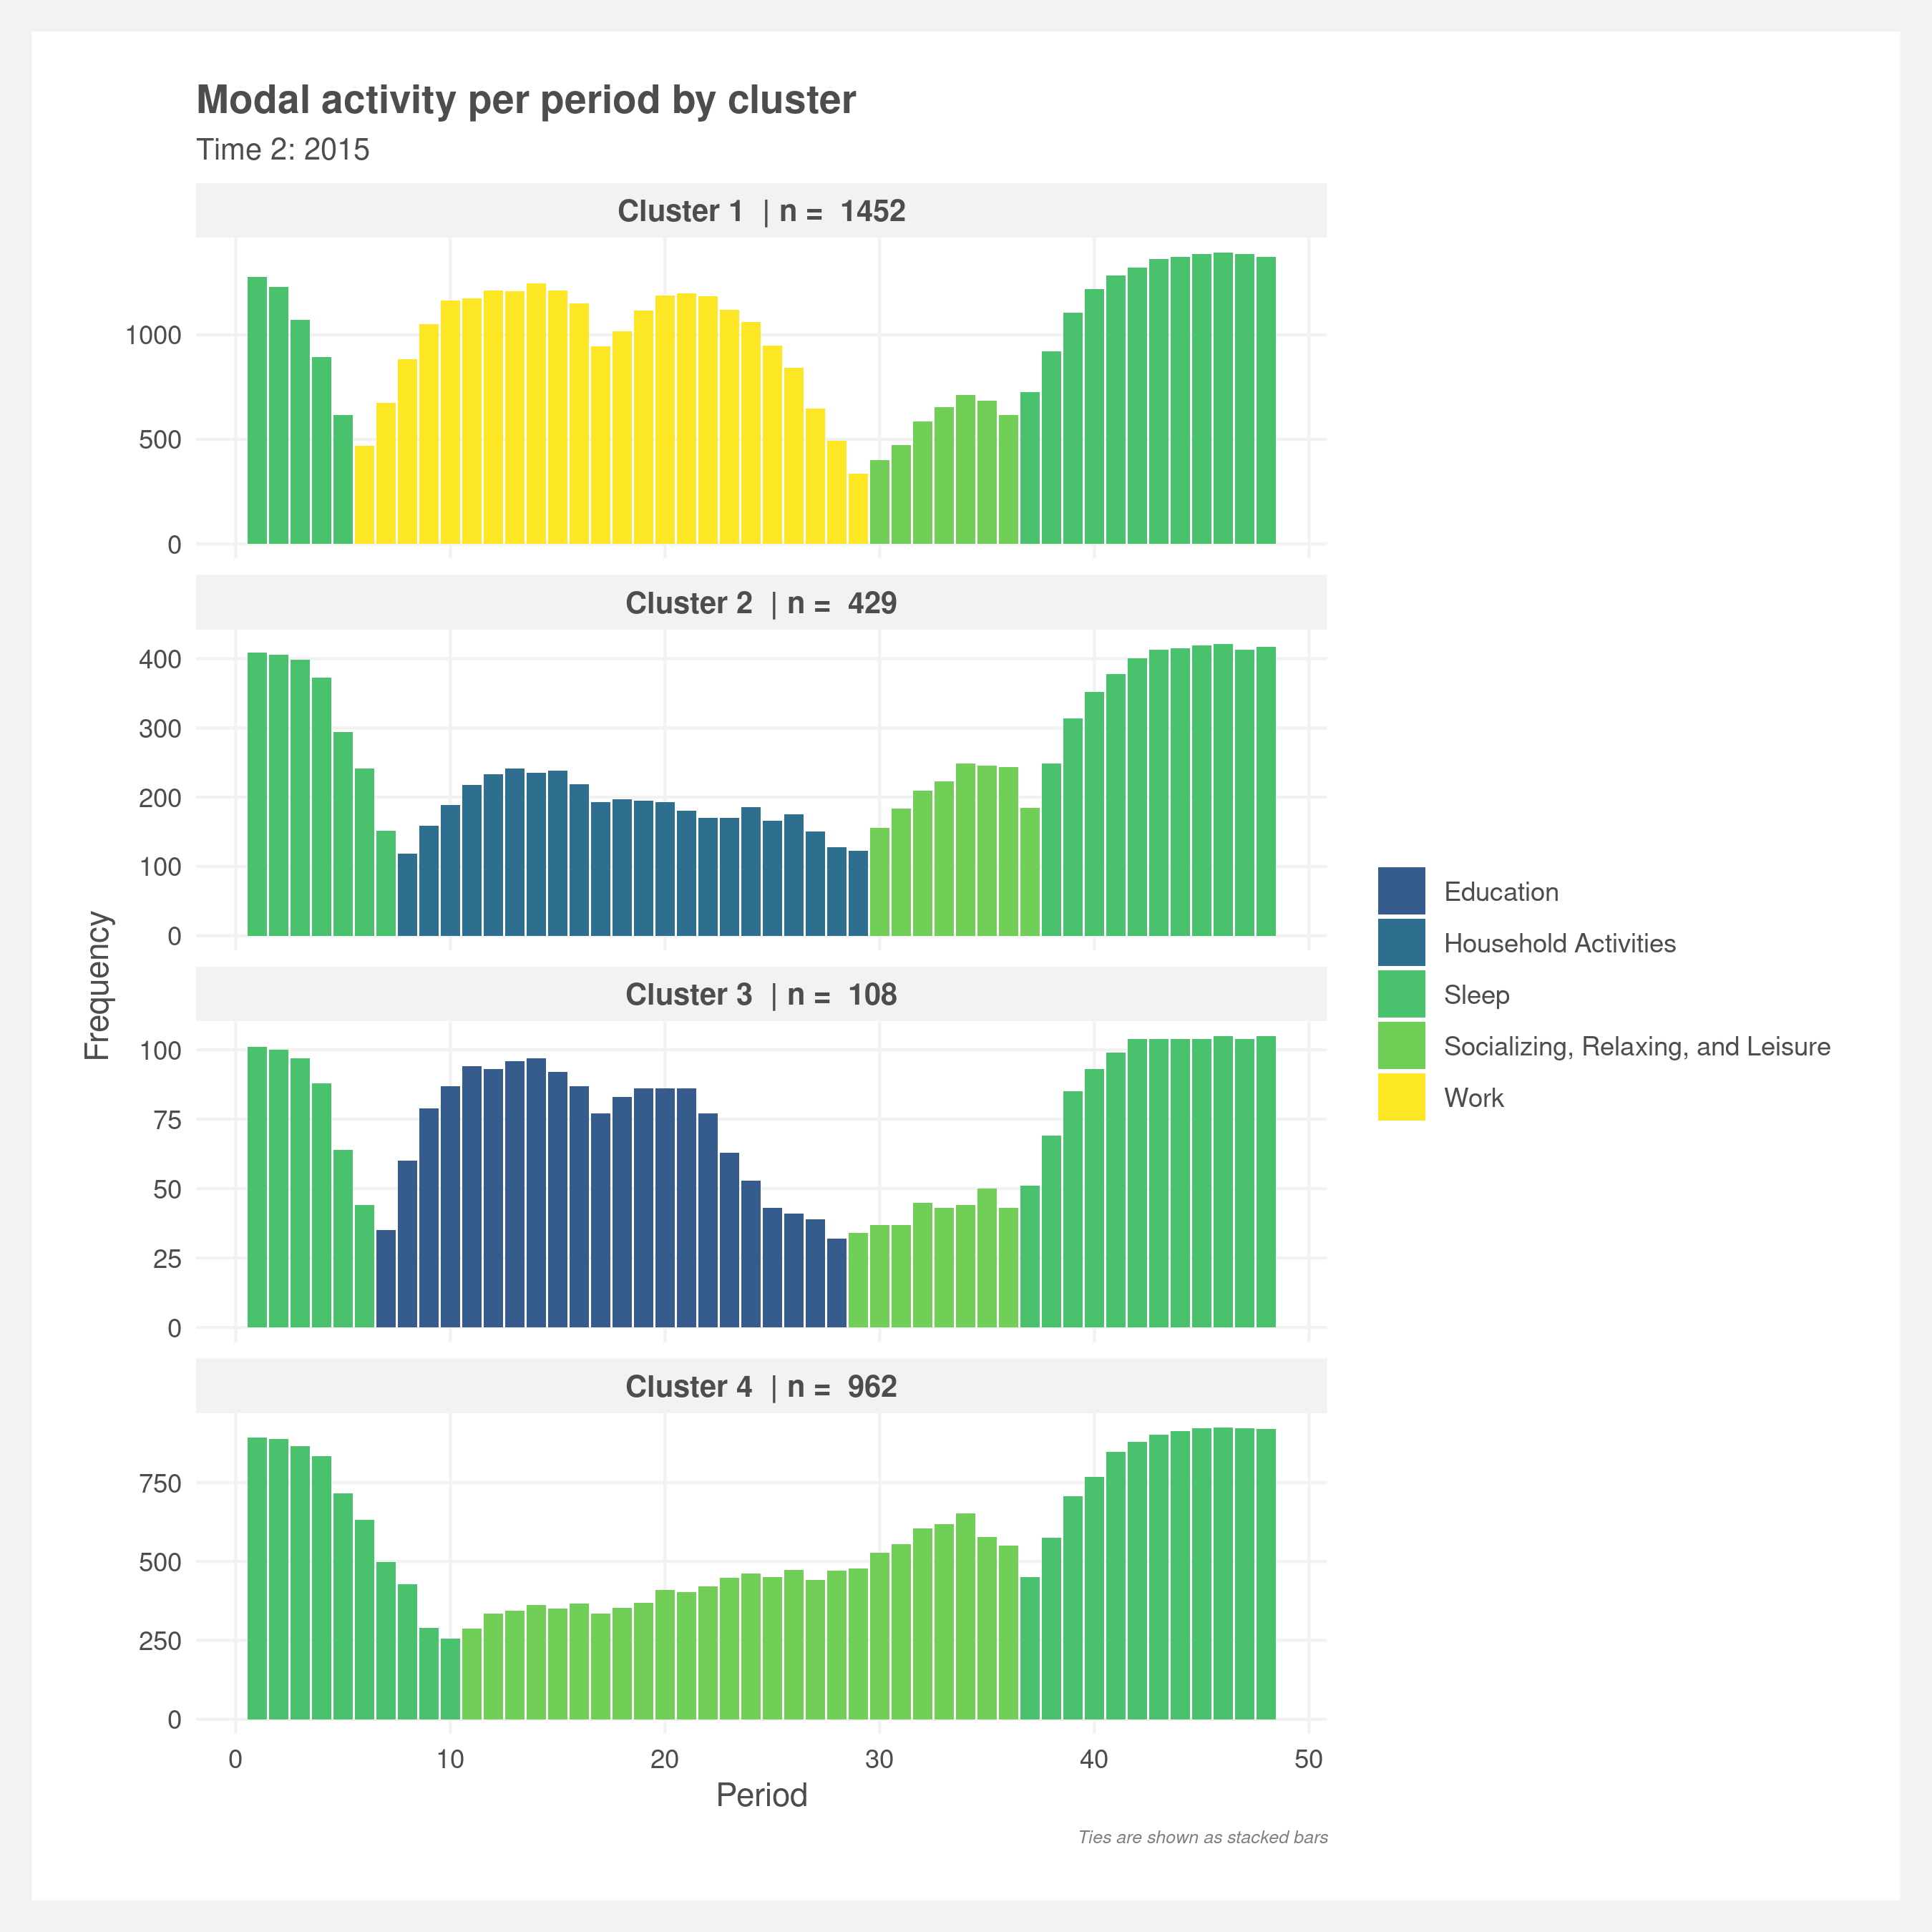 Modal activity per period by cluster
Time 2: 2015
Cluster 1 | n = 1452
1000
500
0
Cluster 2 | n = 429
400
300
200
100
0
Cluster 3 | n = 108
100
75
50
25
0
Cluster 4 | n = 962
750
500
250
0
0 10 20 30 40 50
Period
Frequency
Education
Household Activities
Sleep
Socializing, Relaxing, and Leisure
Work
Ties are shown as stacked bars